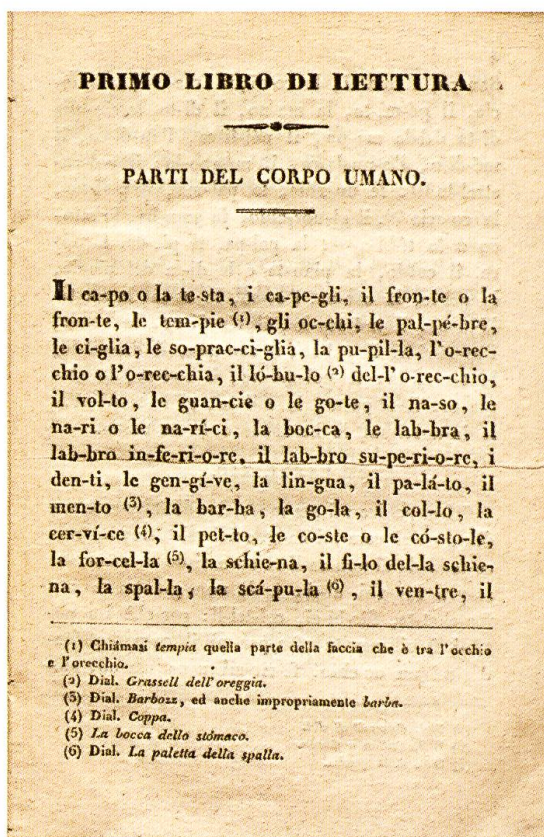 PRIMO LIBRO DI LETTURA
PARTI DEL CORPO UMANO.
Il ca-po o la te-sta, i ca-pe-gli, il fron-te o la
fron-te, le tem-pie (1), gli oc-chi, le pal-pé-bre,
le ci-glia, le so-prac-ci-glia, la pu-pil-la, l'o-rec-
chio o l'o-rec-chia, il ló-bu-lo (2) del-l'o-rec-chio,
il vol-to, le guan-cie o le go-te, il na-so, le
na-ri o le na-rí-ci, la boc-ca, le lab-bra, il
lab-bro in-fe-ri-o-re, il lab-bro su-pe-ri-o-re, i
den-ti, le gen-gí-ve, la lin-gua, il pa-lá-to, il
men-to (3), la bar-ba, la go-la, il col-lo, la
cer-ví-ce (4), il pet-to, le co-ste o le có-sto-le,
la for-cel-la (5), la schie-na, il fi-lo del-la schie-
na, la spal-la, la scá-pu-la (6), il ven-tre, il
(1) Chiámasi tempia quella parte della faccia che è tra l'occhio
e l'orecchio.
(2) Dial. Grassell dell'oreggia.
(3) Dial. Barbozz, ed anche impropriamente barba.
(4) Dial. Coppa.
(5) La bocca dello stómaco.
(6) Dial. La paletta della spalla.